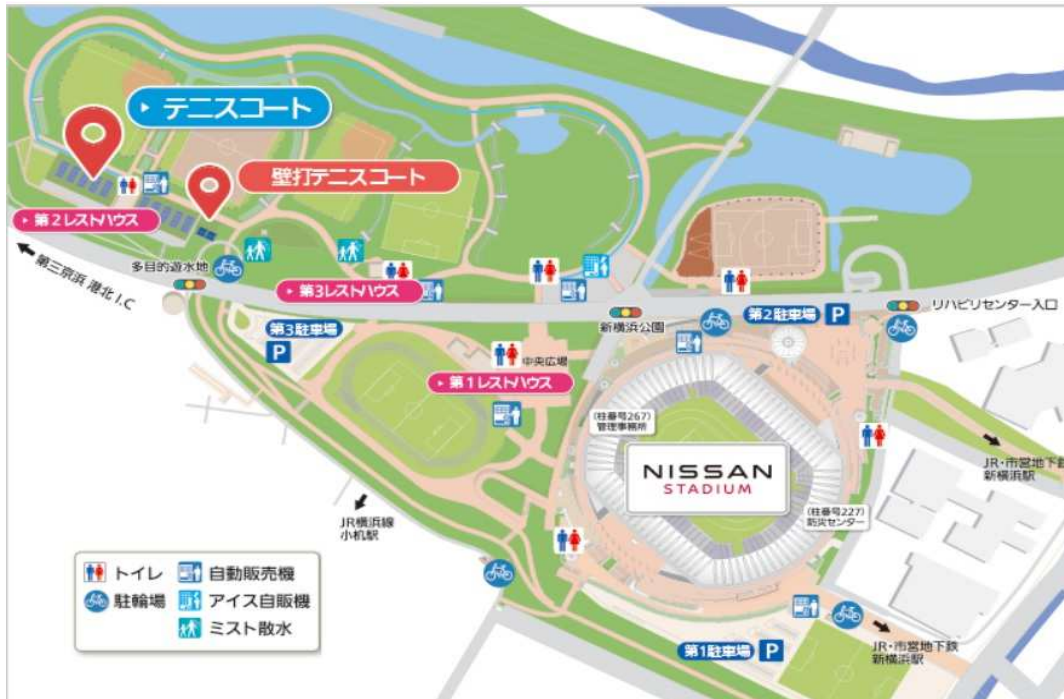 テニスコート
壁打テニスコート
第2レストハウス
第三京浜 港北 I.C
多目的遊水地
第3レストハウス
第3駐車場
P
新横浜公園
第2駐車場
P
リハビリセンター入口
中央広場
第1レストハウス
(柱番号267)
管理事務所
NISSAN
STADIUM
(柱番号227)
防災センター
JR・市営地下鉄
新横浜駅
JR横浜線
小机駅
トイレ
自動販売機
駐輪場
アイス自販機
ミスト散水
第1駐車場
P
JR・市営地下鉄
新横浜駅